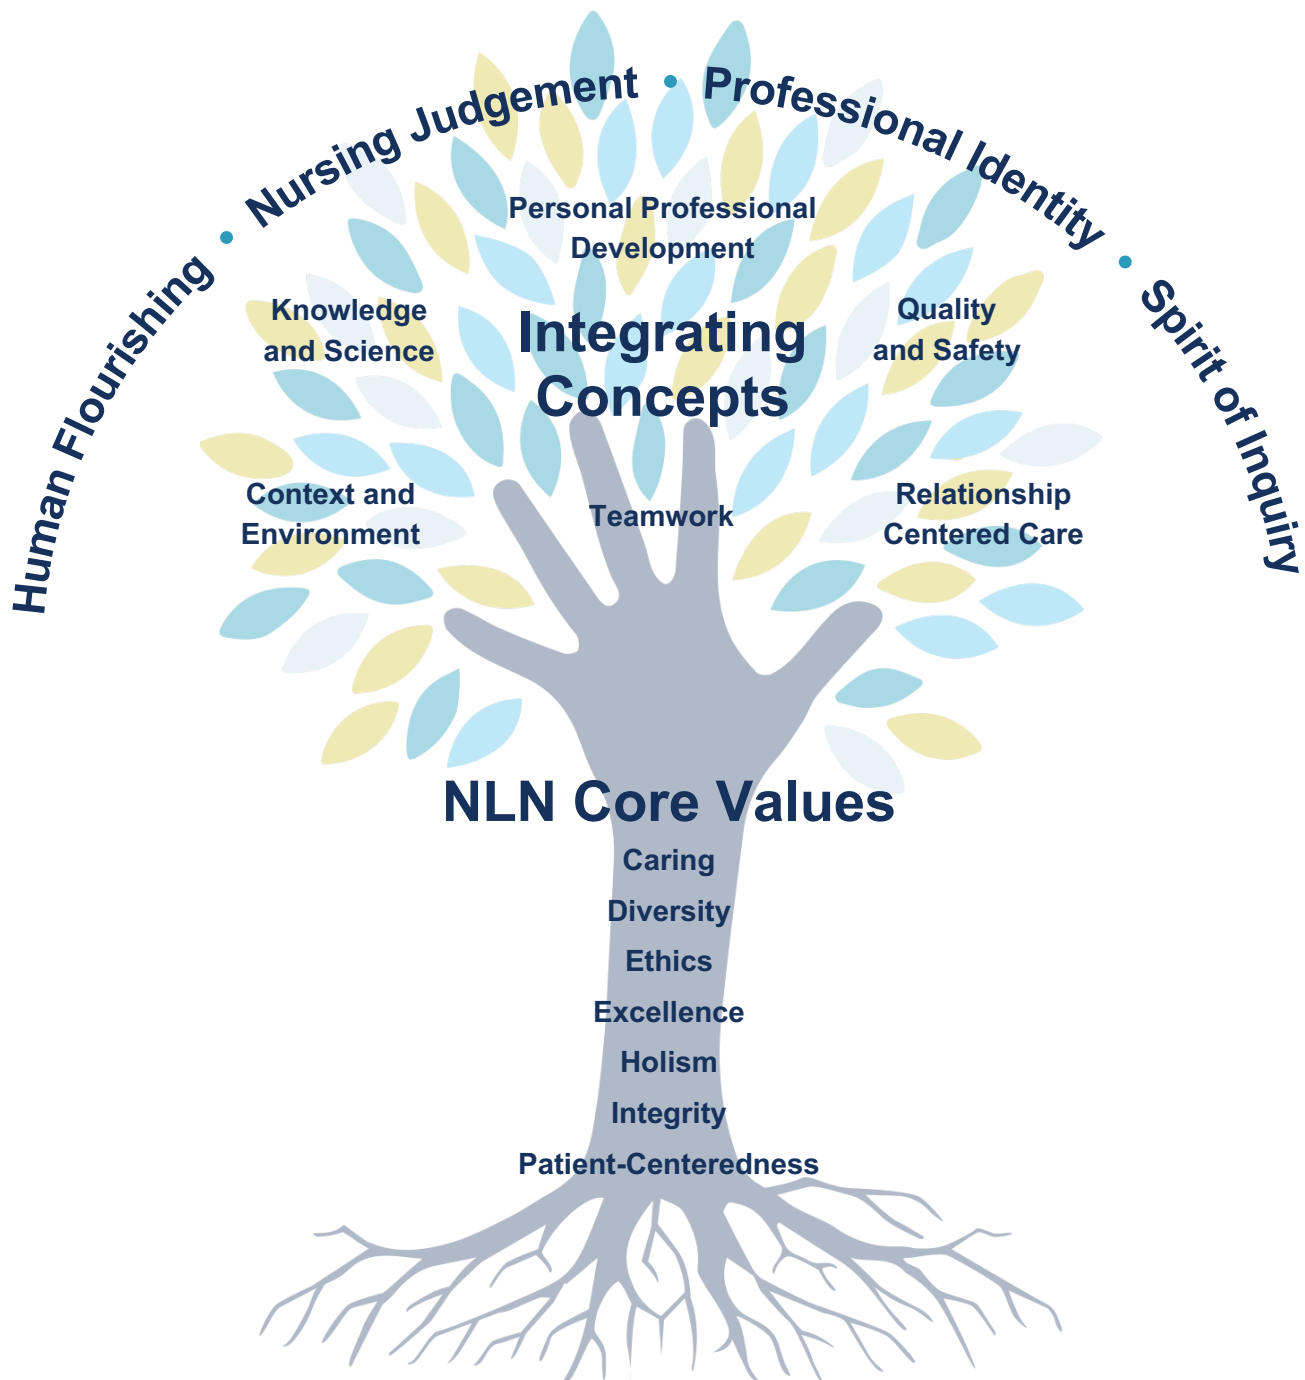 Human Flourishing • Nursing Judgement • Professional Identity • Spirit of Inquiry
Personal Professional
Development
Knowledge
and Science
Integrating
Concepts
Quality
and Safety
Context and
Environment
Teamwork
Relationship
Centered Care
NLN Core Values
Caring
Diversity
Ethics
Excellence
Holism
Integrity
Patient-Centeredness